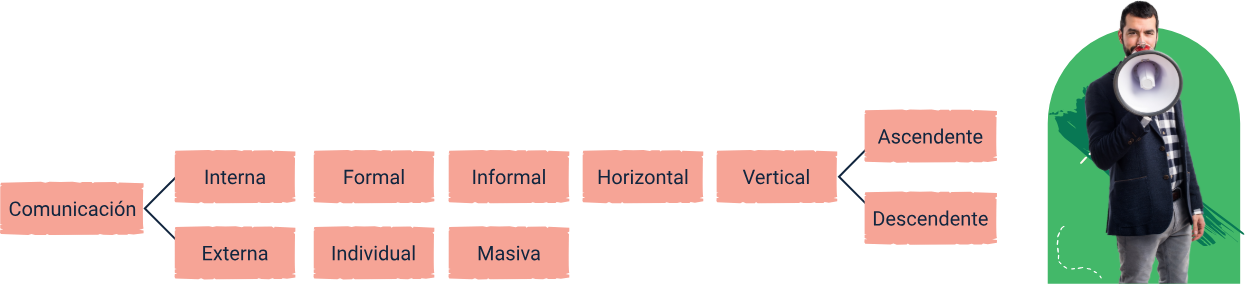 Comunicación
Interna
Formal
Informal
Horizontal
Vertical
Ascendente
Descendente
Externa
Individual
Masiva